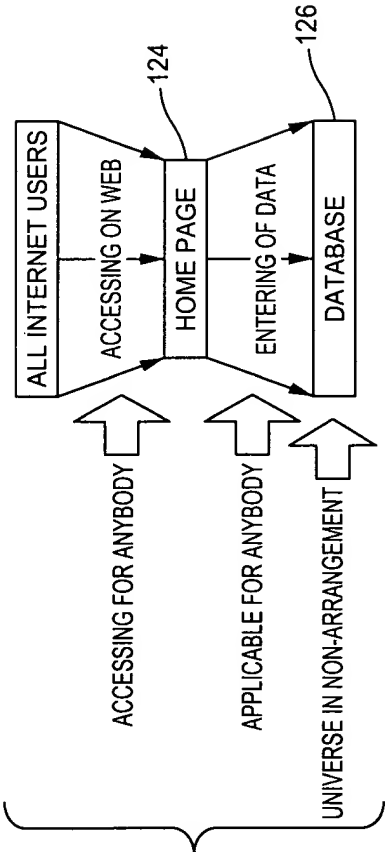 ALL INTERNET USERS
ACCESSING FOR ANYBODY
ACCESSING ON WEB
HOME PAGE
124
APPLICABLE FOR ANYBODY
ENTERING OF DATA
UNIVERSE IN NON-ARRANGEMENT
DATABASE
126